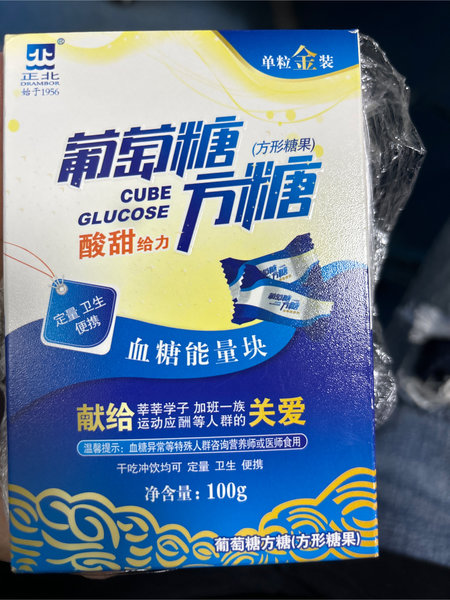 正北
DRAMBOR
始于1956
®
单粒金装
葡萄糖
(方形糖果)
CUBE
GLUCOSE
方糖
酸甜给力
葡萄糖
方糖
定量 卫生
便携
血糖能量块
献给 莘莘学子 加班一族
运动应酬等人群的 关爱
温馨提示：血糖异常等特殊人群咨询营养师或医师食用
干吃冲饮均可 定量 卫生 便携
净含量：100g
葡萄糖方糖(方形糖果)